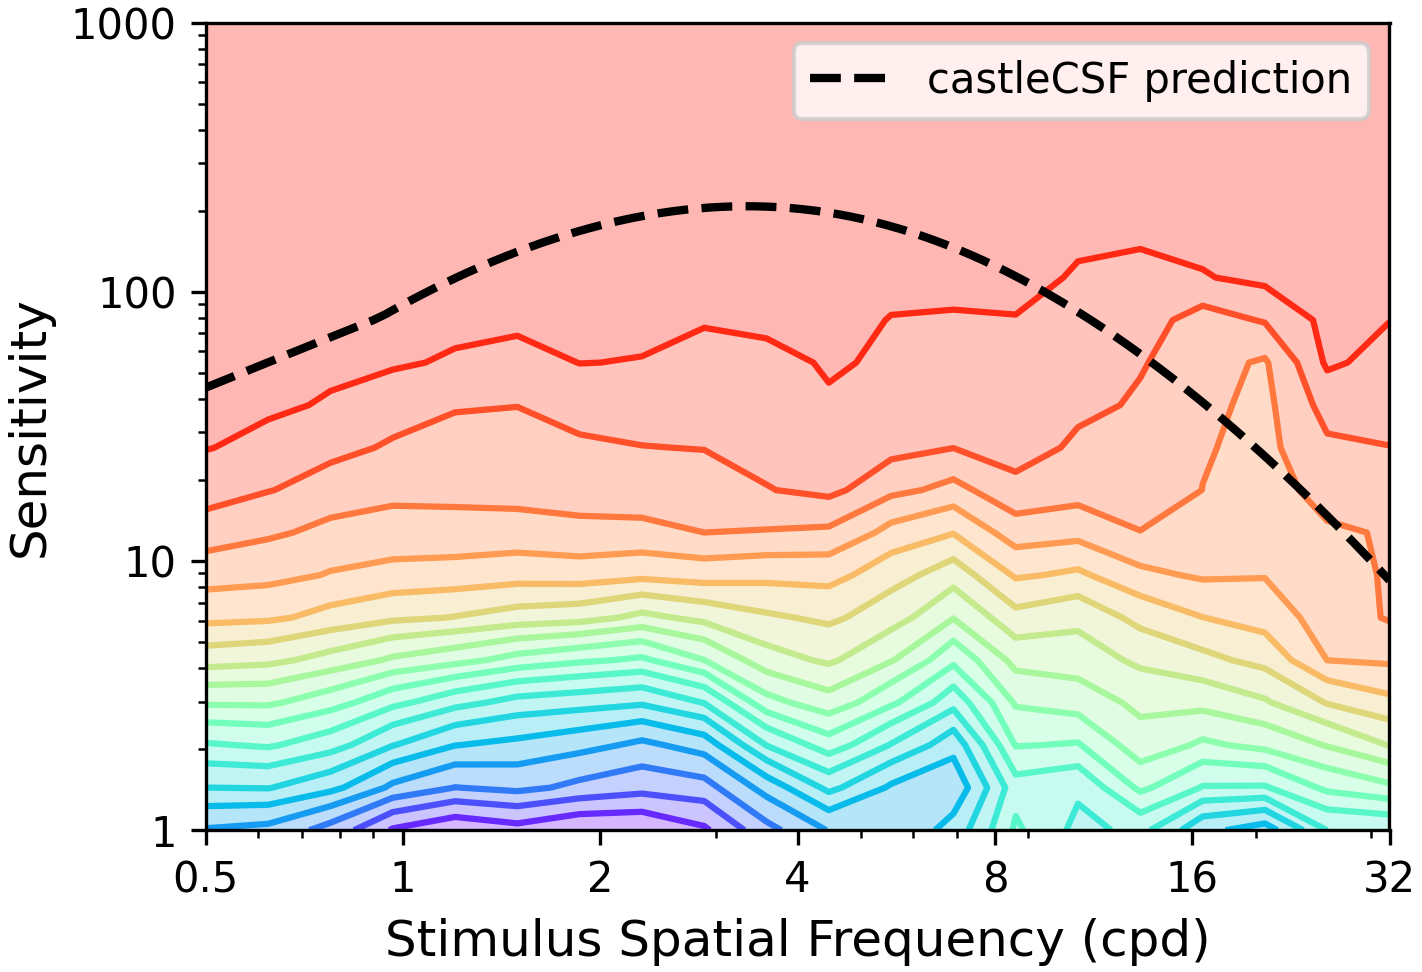 1000
100
10
1
Sensitivity
castleCSF prediction
0.5 1 2 4 8 16 32
Stimulus Spatial Frequency (cpd)